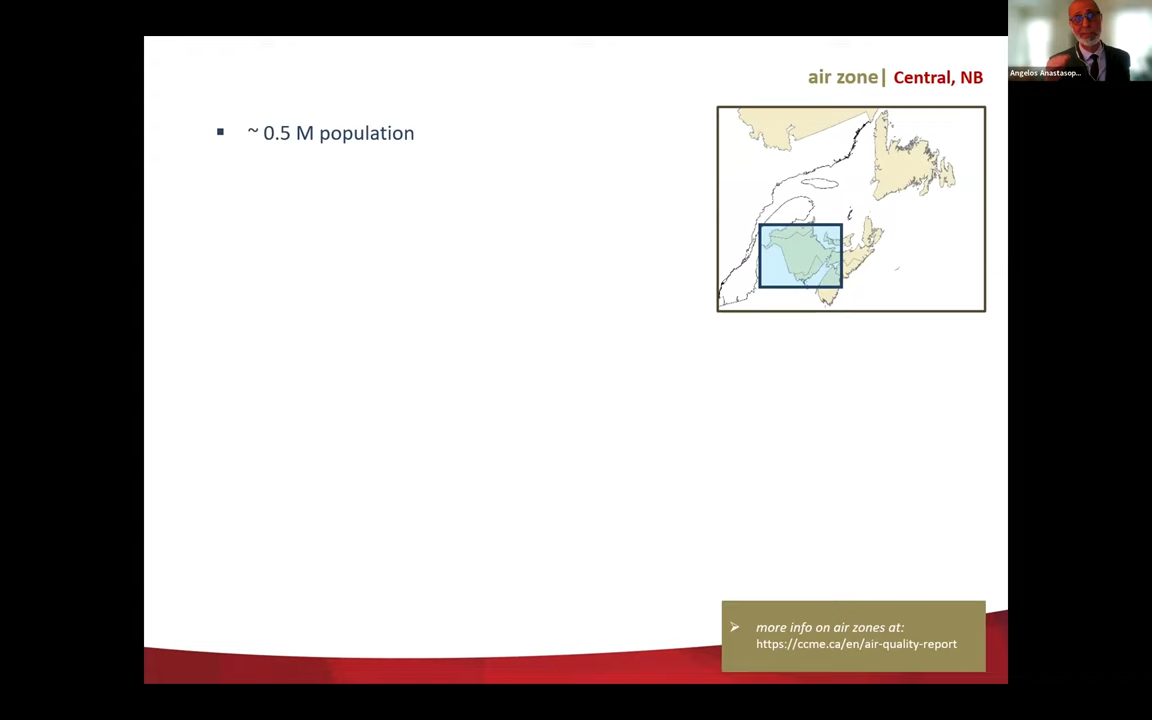 Angelos Anastasop...
air zone| Central, NB
▪ ~ 0.5 M population
➢ more info on air zones at:
https://ccme.ca/en/air-quality-report